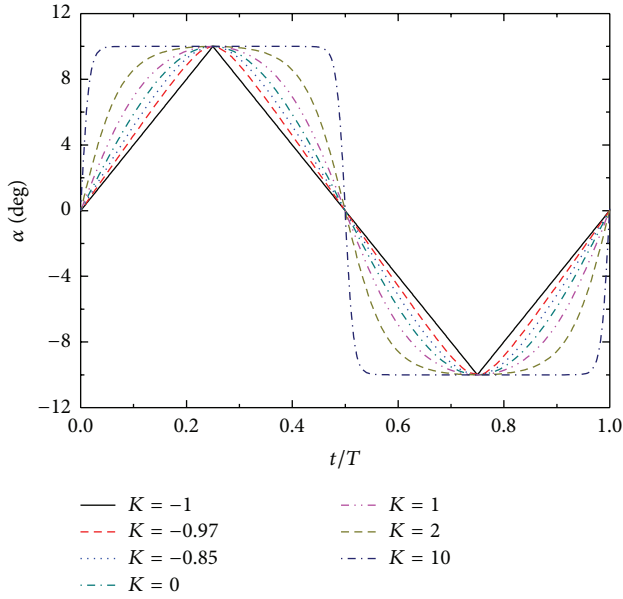 12
8
4
0
−4
−8
−12
α (deg)
0.0 0.2 0.4 0.6 0.8 1.0
t/T
K = −1
K = −0.97
K = −0.85
K = 0
K = 1
K = 2
K = 10